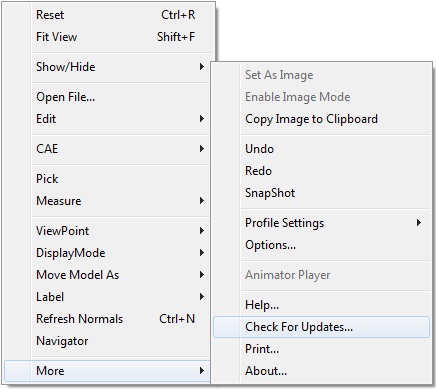 Reset Ctrl+R
Fit View Shift+F
Show/Hide
Open File...
Edit
CAE
Pick
Measure
ViewPoint
DisplayMode
Move Model As
Label
Refresh Normals Ctrl+N
Navigator
More
Set As Image
Enable Image Mode
Copy Image to Clipboard
Undo
Redo
SnapShot
Profile Settings
Options...
Animator Player
Help...
Check For Updates...
Print...
About...